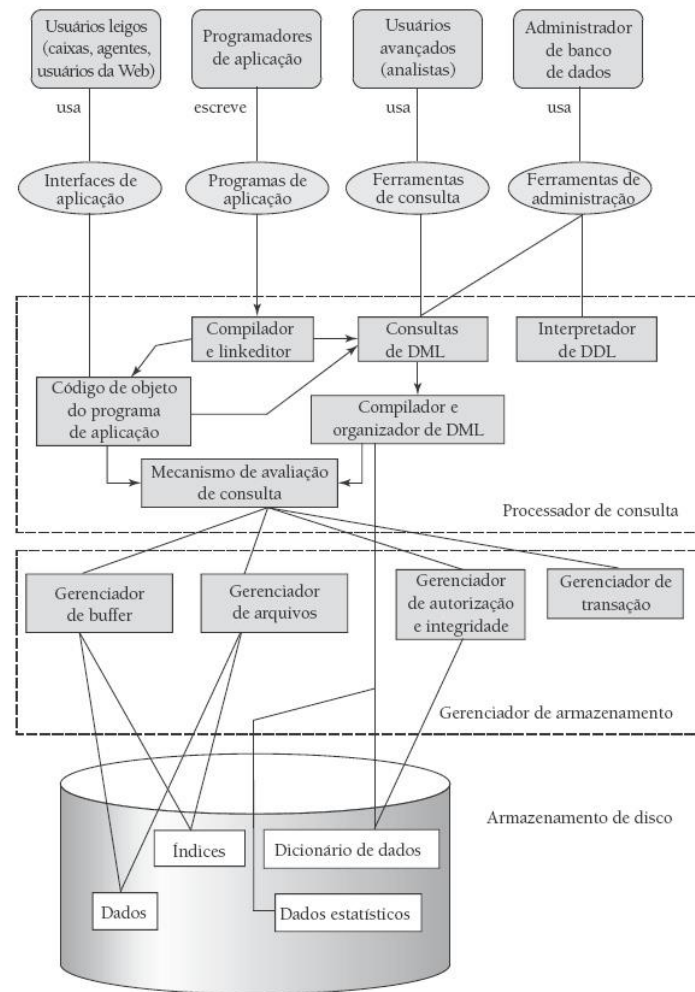 Usuários leigos
(caixas, agentes,
usuários da Web)
Programadores
de aplicação
Usuários
avançados
(analistas)
Administrador
de banco
de dados
usa
escreve
usa
usa
Interfaces de
aplicação
Programas de
aplicação
Ferramentas
de consulta
Ferramentas de
administração
Compilador
e linkeditor
Consultas
de DML
Interpretador
de DDL
Código de objeto
do programa
de aplicação
Compilador e
organizador de DML
Mecanismo de avaliação
de consulta
Processador de consulta
Gerenciador
de buffer
Gerenciador
de arquivos
Gerenciador
de autorização
e integridade
Gerenciador de
transação
Gerenciador de armazenamento
Armazenamento de disco
Índices
Dicionário de dados
Dados
Dados estatísticos